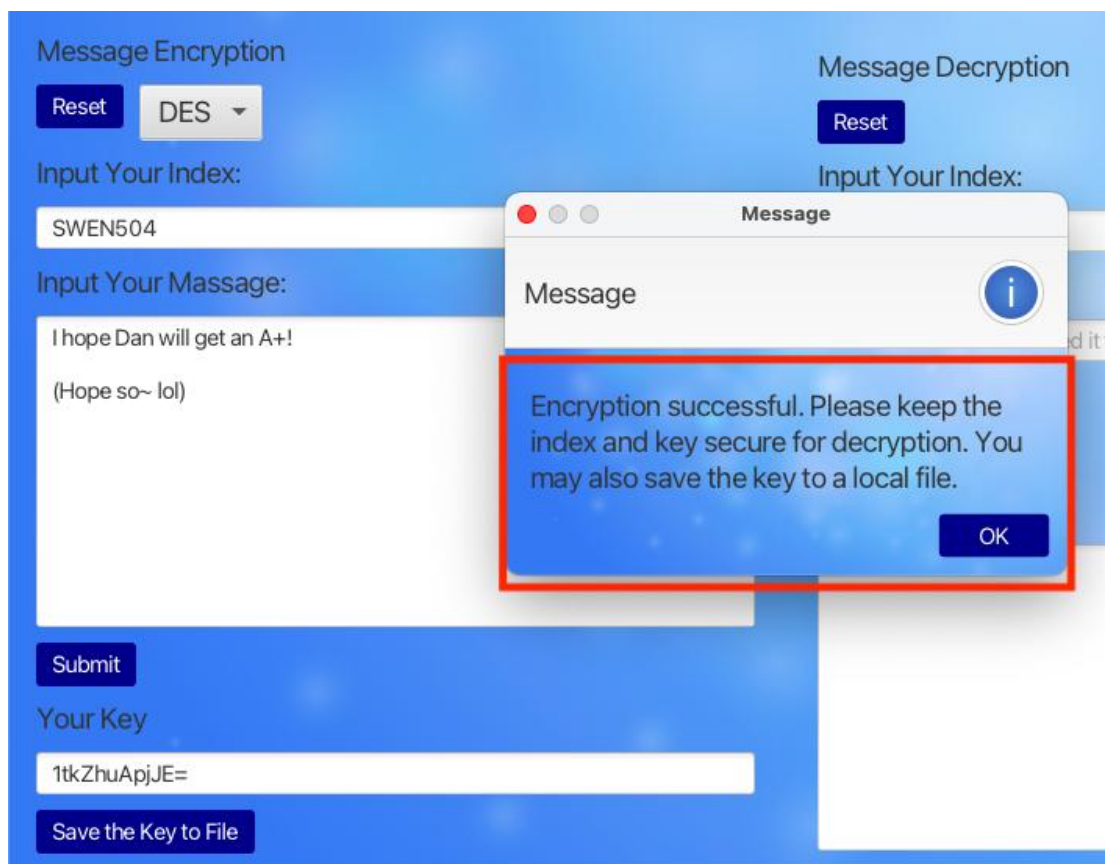 Message Encryption
Reset
DES
Input Your Index:
SWEN504
Input Your Massage:
I hope Dan will get an A+!
(Hope so~ lol)
Submit
Your Key
1tkZhuApjJE=
Save the Key to File
Message Decryption
Reset
Input Your Index:
Message
Message
i
Encryption successful. Please keep the
index and key secure for decryption. You
may also save the key to a local file.
OK
it